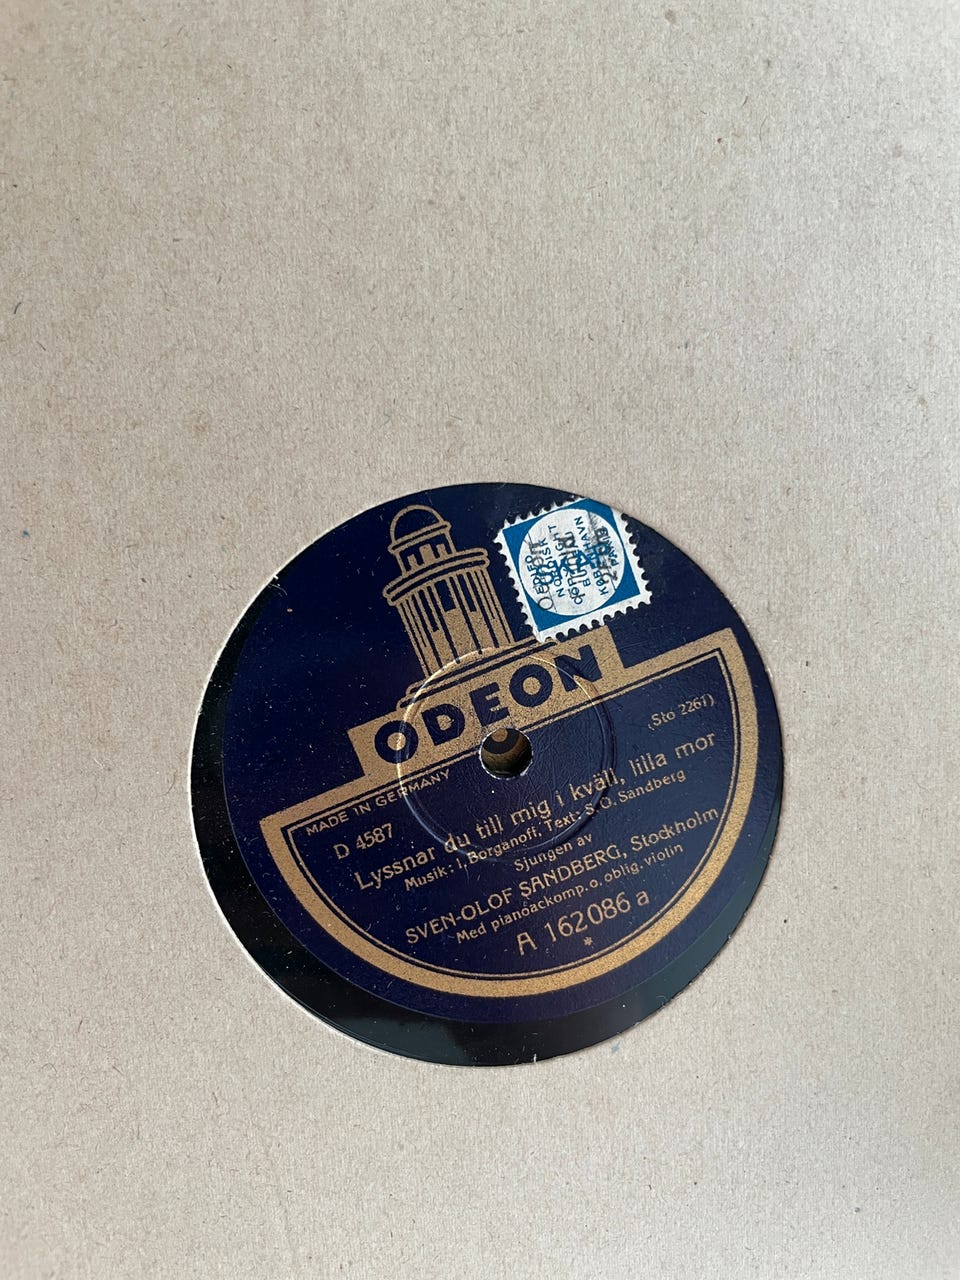 ODEON
MADE IN GERMANY
(Sto 2261)
D 4587
Lyssnar du till mig i kväll, lilla mor
Musik: I. Borganoff, Text: S. O. Sandberg
Sjungen av
SVEN-OLOF SANDBERG, Stockholm
Med pianoackomp. o. oblig. violin
A 162086 a
*